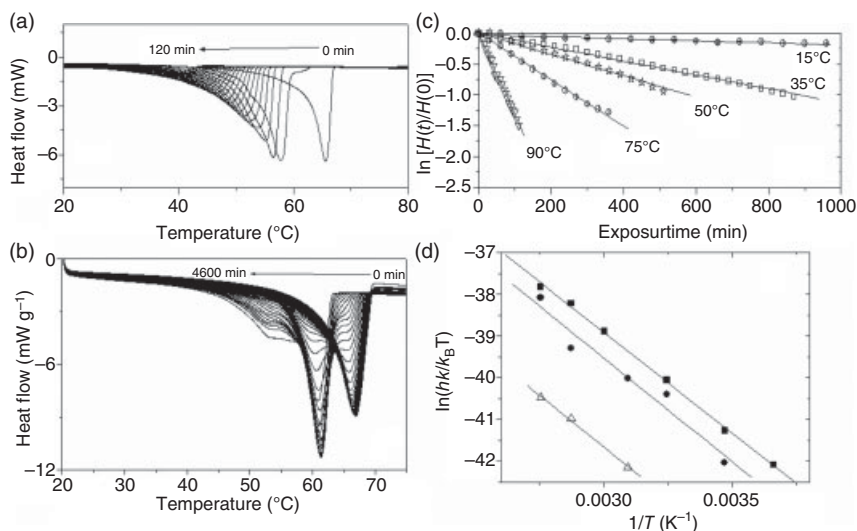 (a)
120 min
0 min
0
−3
−6
Heat flow (mW)
20
40
60
80
Temperature (°C)
(b)
4600 min
0 min
0
−6
−12
Heat flow (mW g⁻¹)
20
30
40
50
60
70
Temperature (°C)
(c)
0.0
−0.5
−1.0
−1.5
−2.0
−2.5
ln [H(t)/H(0)]
15°C
35°C
50°C
75°C
90°C
0
200
400
600
800
1000
Exposurtime (min)
(d)
−37
−38
−39
−40
−41
−42
ln(hk/k_BT)
0.0030
0.0035
1/T (K⁻¹)